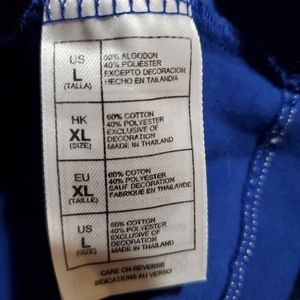 US
L
(TALLA)
60% ALGODON
40% POLIESTER
EXCEPTO DECORACION
HECHO EN TAILANDIA
HK
XL
(SIZE)
60% COTTON
40% POLYESTER
EXCLUSIVE OF
DECORATION
MADE IN THAILAND
EU
XL
(TAILLE)
60% COTON
40% POLYESTER
SAUF DECORATION
FABRIQUE EN THAILANDE
US
L
(SIZE)
60% COTTON
40% POLYESTER
EXCLUSIVE OF
DECORATION
MADE IN THAILAND
CARE ON REVERSE
INDICATIONS AU VERSO